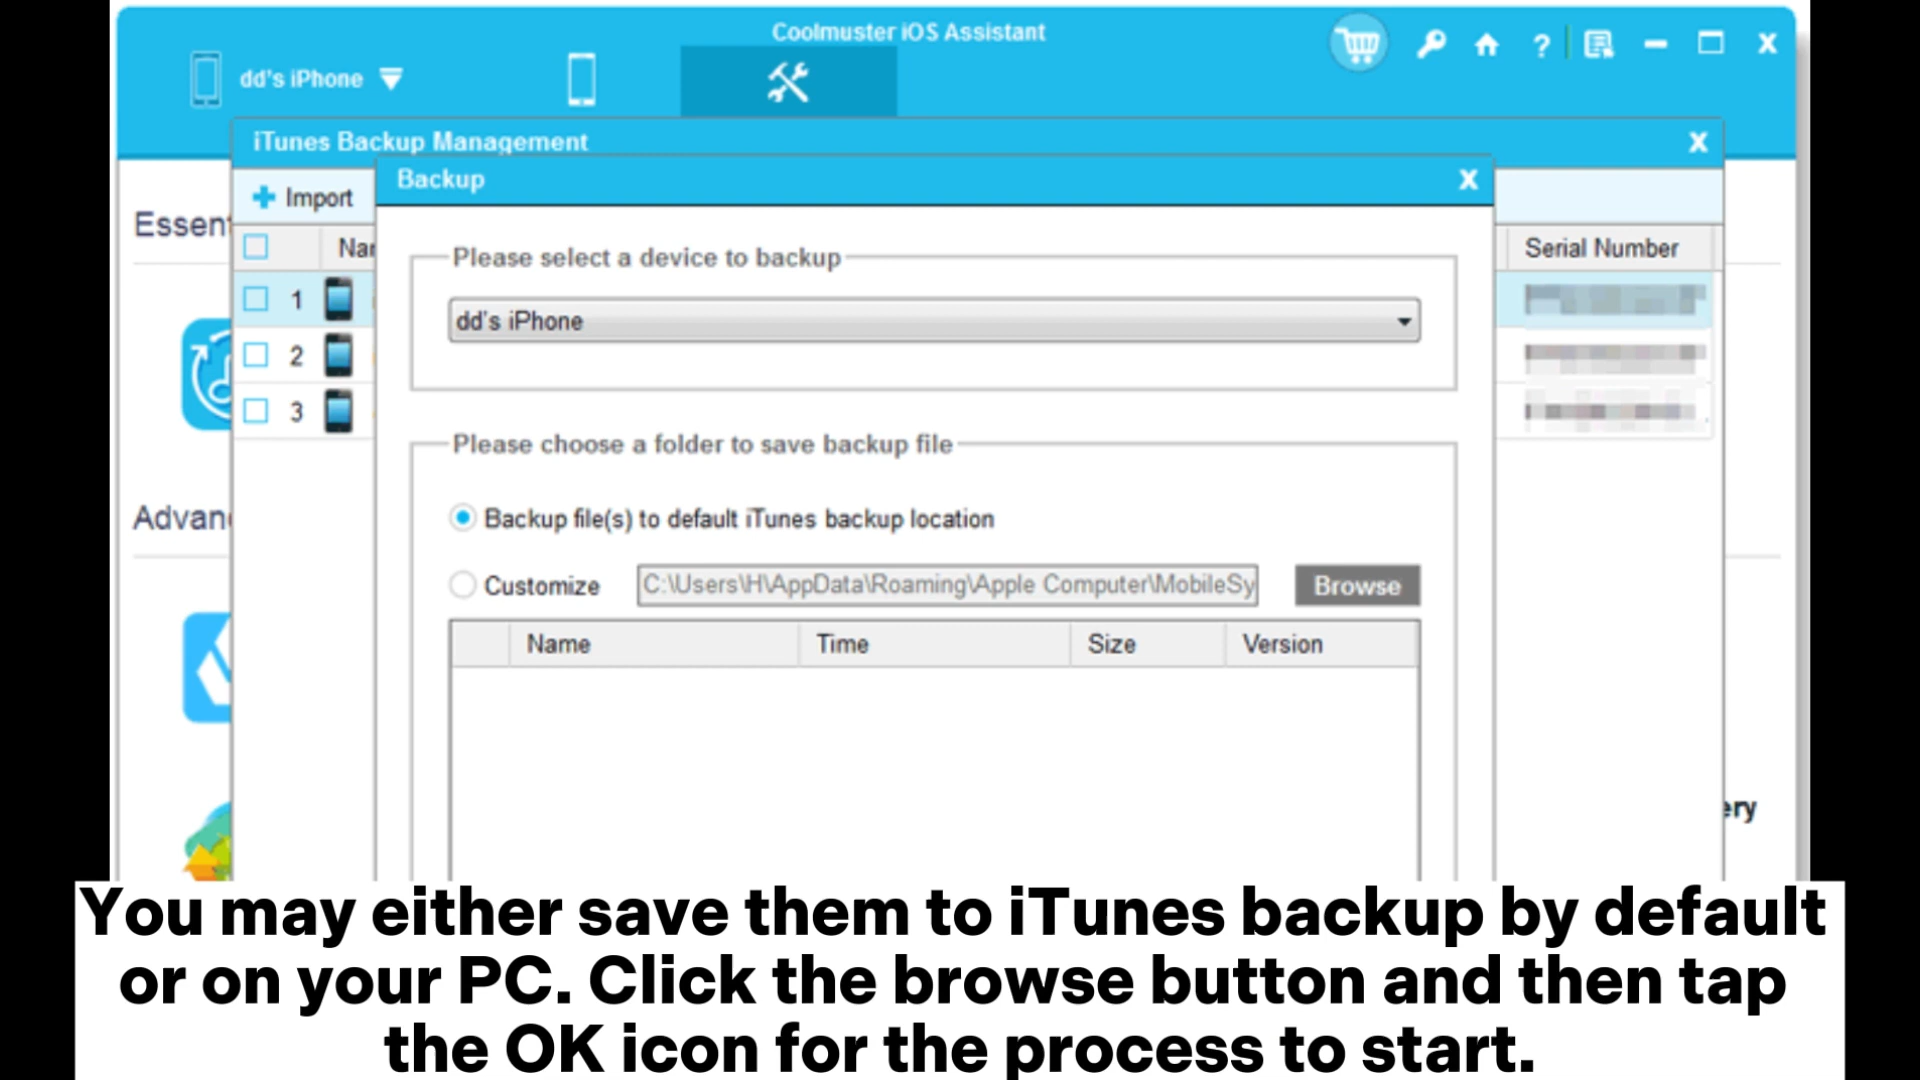 Coolmuster iOS Assistant
dd's iPhone
?
X
iTunes Backup Management
X
Backup
X
Import
Essent
Nar
Serial Number
Please select a device to backup
1
dd's iPhone
2
3
Please choose a folder to save backup file
Advan
Backup file(s) to default iTunes backup location
Customize
C:\Users\H\AppData\Roaming\Apple Computer\MobileSy
Browse
Name Time Size Version
ery
You may either save them to iTunes backup by default
or on your PC. Click the browse button and then tap
the OK icon for the process to start.